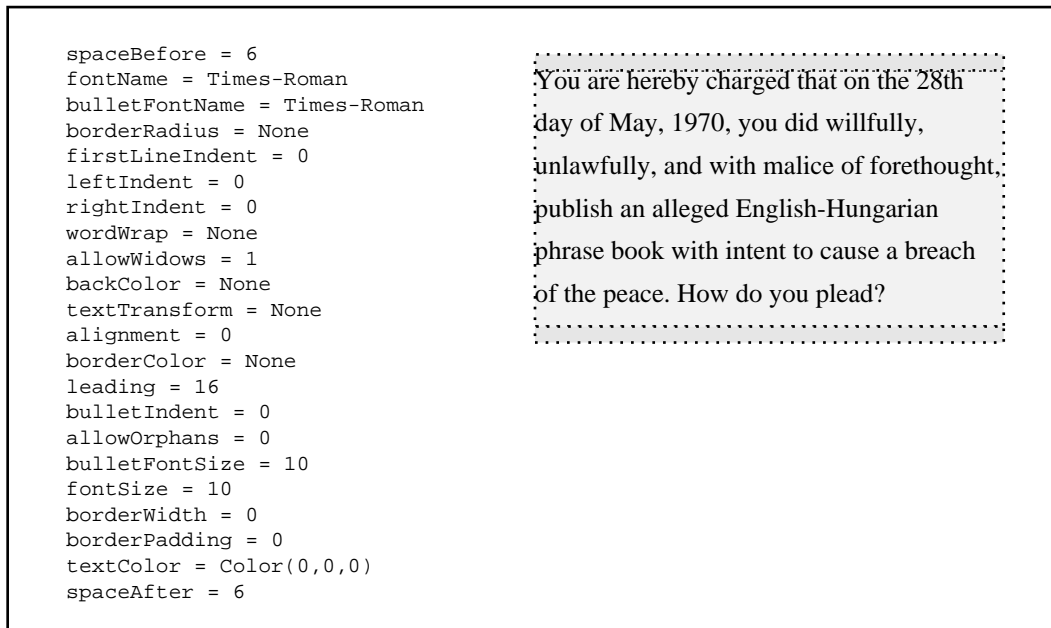 spaceBefore = 6
fontName = Times-Roman
bulletFontName = Times-Roman
borderRadius = None
firstLineIndent = 0
leftIndent = 0
rightIndent = 0
wordWrap = None
allowWidows = 1
backColor = None
textTransform = None
alignment = 0
borderColor = None
leading = 16
bulletIndent = 0
allowOrphans = 0
bulletFontSize = 10
fontSize = 10
borderWidth = 0
borderPadding = 0
textColor = Color(0,0,0)
spaceAfter = 6
You are hereby charged that on the 28th
day of May, 1970, you did willfully,
unlawfully, and with malice of forethought,
publish an alleged English-Hungarian
phrase book with intent to cause a breach
of the peace. How do you plead?